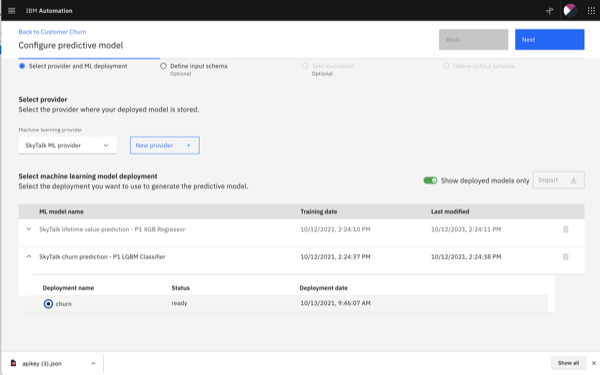 IBM Automation
Back to Customer Churn
Configure predictive model
Back
Next
Select provider and ML deployment
Define input schema
Optional
Test invocation
Optional
Define output schema
Select provider
Select the provider where your deployed model is stored.
Machine learning provider
SkyTalk ML provider
New provider +
Select machine learning model deployment
Select the deployment you want to use to generate the predictive model.
Show deployed models only
Import
ML model name Training date Last modified
SkyTalk lifetime value prediction - P1 XGB Regressor 10/12/2021, 2:24:10 PM 10/12/2021, 2:24:11 PM
SkyTalk churn prediction - P1 LGBM Classifier 10/12/2021, 2:24:37 PM 10/12/2021, 2:24:38 PM
Deployment name Status Deployment date
churn ready 10/13/2021, 9:46:07 AM
apikey (3).json
Show all